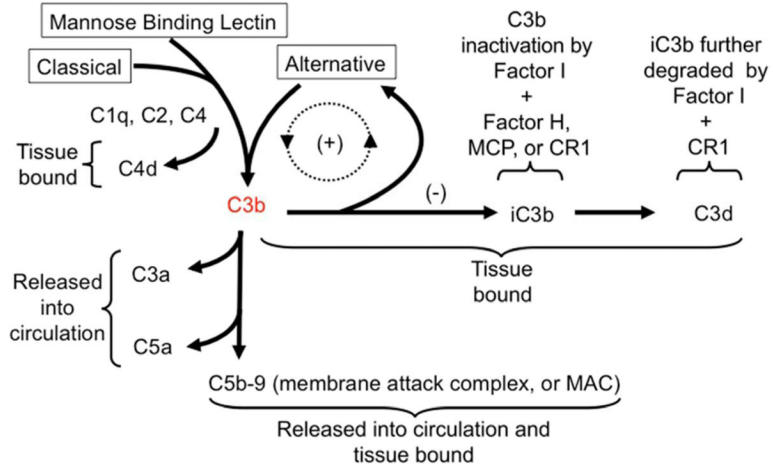 Mannose Binding Lectin
Classical
Alternative
C1q, C2, C4
Tissue
bound
C4d
(+)
C3b
inactivation by
Factor I
+
Factor H,
MCP, or CR1
iC3b further
degraded by
Factor I
+
CR1
C3b
(-)
iC3b
C3d
Tissue
bound
Released
into
circulation
C3a
C5a
C5b-9 (membrane attack complex, or MAC)
Released into circulation and
tissue bound